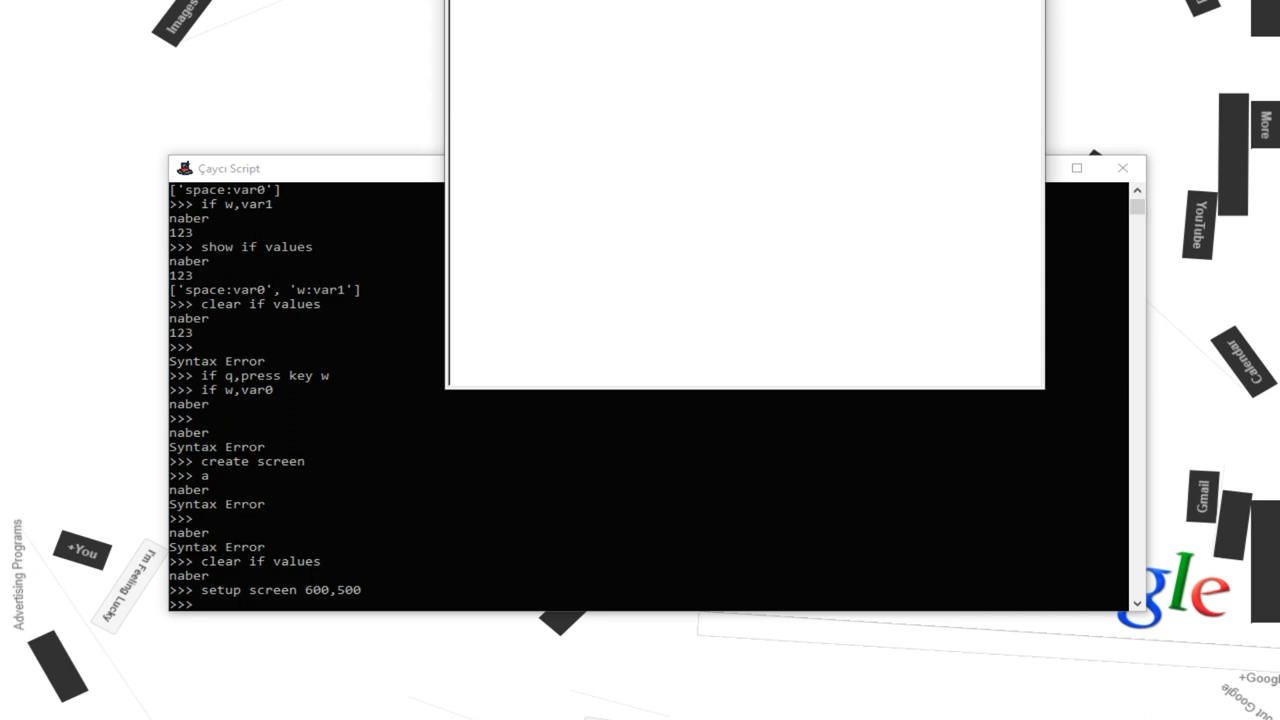 Images
More
YouTube
Calendar
Gmail
Çaycı Script
['space:var0']
>>> if w,var1
naber
123
>>> show if values
naber
123
['space:var0', 'w:var1']
>>> clear if values
naber
123
>>>
Syntax Error
>>> if q,press key w
>>> if w,var0
naber
>>>
naber
Syntax Error
>>> create screen
>>> a
naber
Syntax Error
>>>
naber
Syntax Error
>>> clear if values
naber
>>> setup screen 600,500
>>>
Advertising Programs
+You
I'm Feeling Lucky
gle
+Googl
out Google